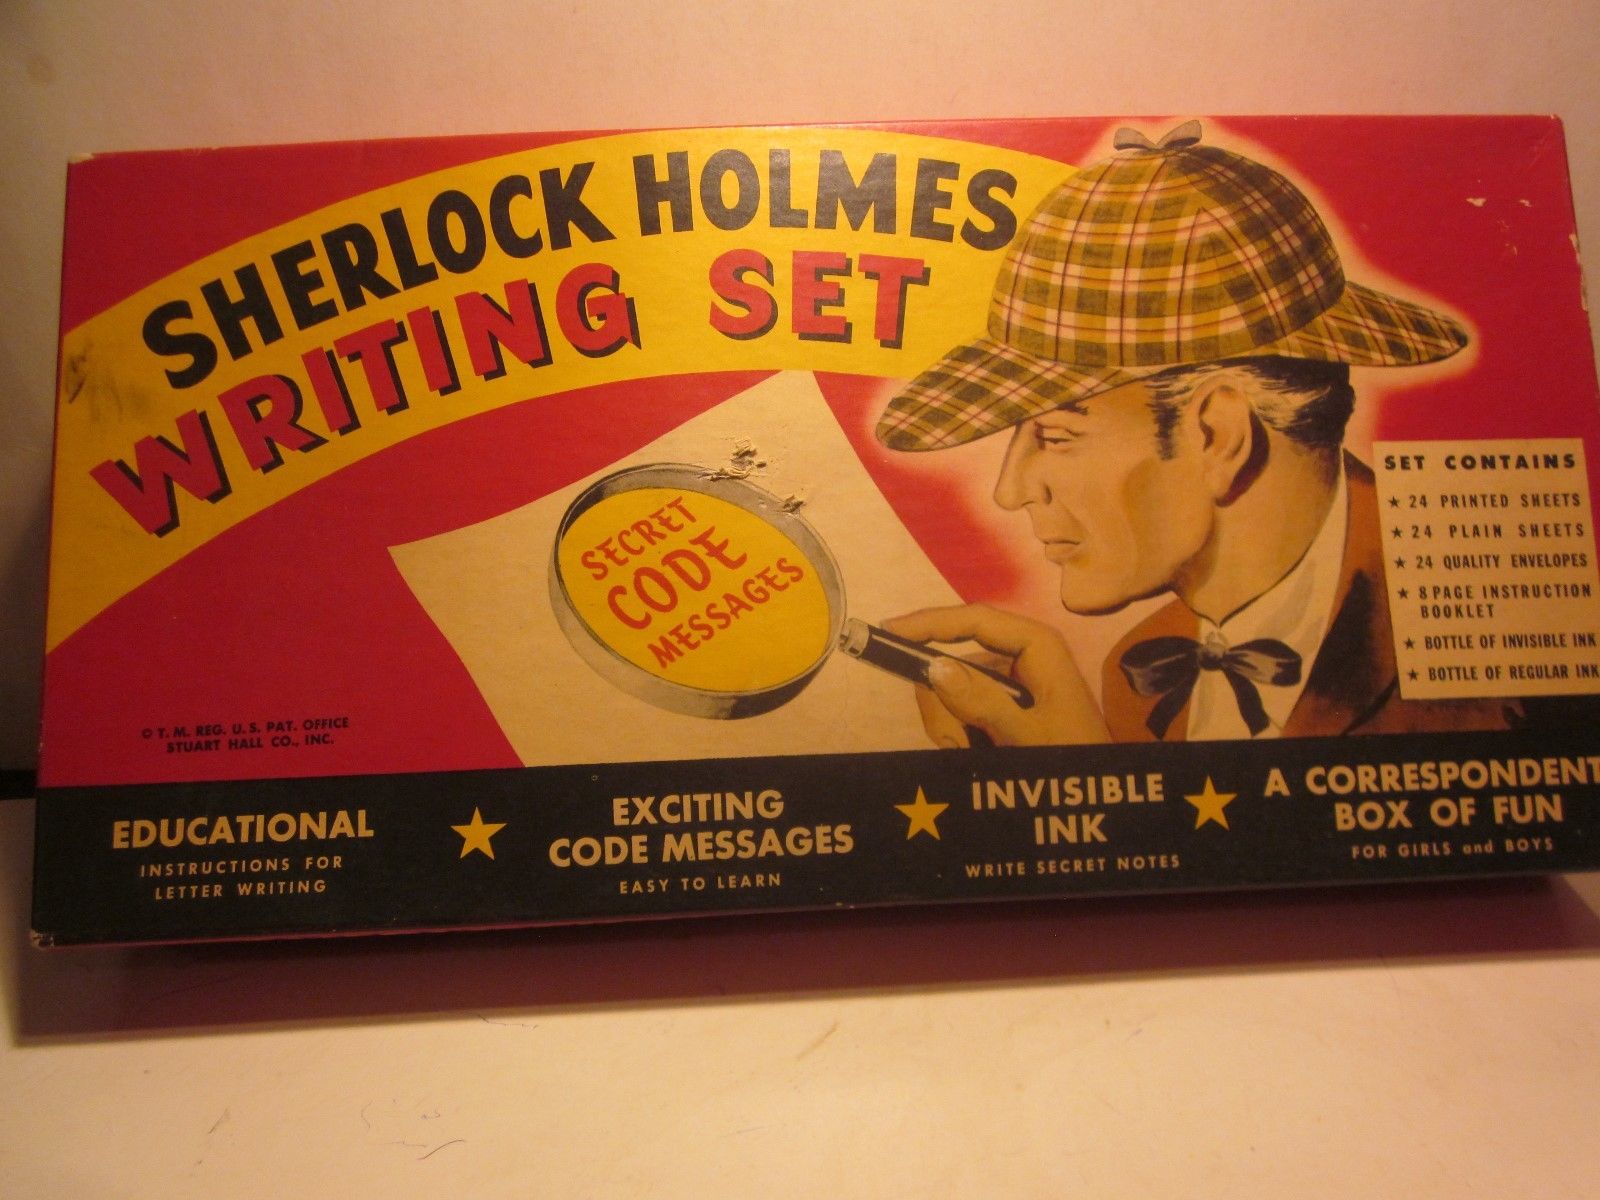 SHERLOCK HOLMES
WRITING SET
SECRET
CODE
MESSAGES
SET CONTAINS
★ 24 PRINTED SHEETS
★ 24 PLAIN SHEETS
★ 24 QUALITY ENVELOPES
★ 8 PAGE INSTRUCTION
BOOKLET
★ BOTTLE OF INVISIBLE INK
★ BOTTLE OF REGULAR INK
© T. M. REG. U. S. PAT. OFFICE
STUART HALL CO., INC.
EDUCATIONAL
INSTRUCTIONS FOR
LETTER WRITING
★
EXCITING
CODE MESSAGES
EASY TO LEARN
★
INVISIBLE
INK
WRITE SECRET NOTES
★
A CORRESPONDENT
BOX OF FUN
FOR GIRLS and BOYS